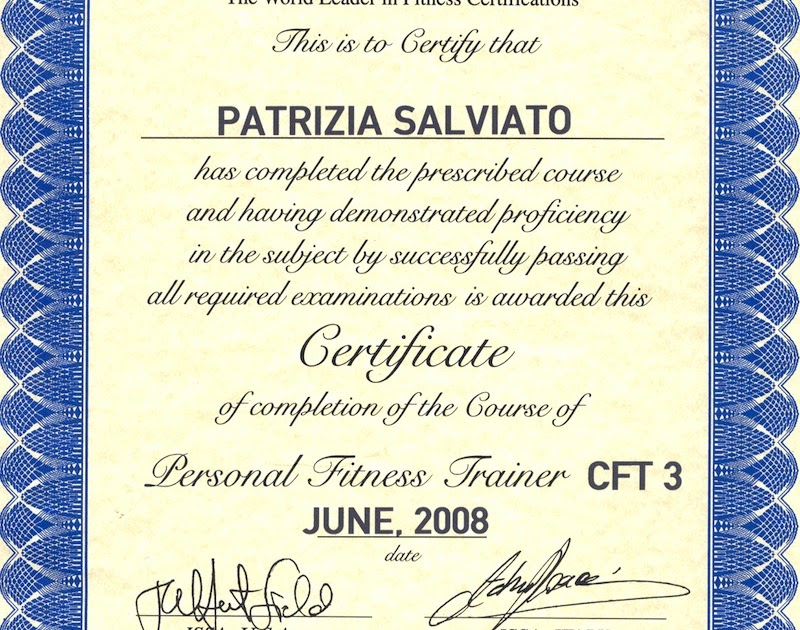 The World Leader in Fitness Certifications
This is to Certify that
PATRIZIA SALVIATO
has completed the prescribed course
and having demonstrated proficiency
in the subject by successfully passing
all required examinations is awarded this
Certificate
of completion of the Course of
Personal Fitness Trainer CFT 3
JUNE, 2008
date